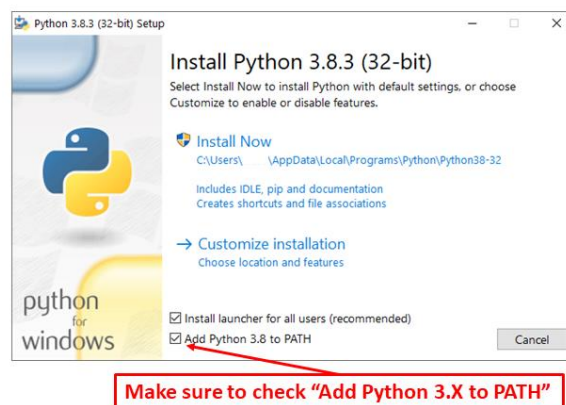 Python 3.8.3 (32-bit) Setup
Install Python 3.8.3 (32-bit)
Select Install Now to install Python with default settings, or choose
Customize to enable or disable features.
Install Now
C:\Users\ \AppData\Local\Programs\Python\Python38-32
Includes IDLE, pip and documentation
Creates shortcuts and file associations
→ Customize installation
Choose location and features
python
for
windows
Install launcher for all users (recommended)
Add Python 3.8 to PATH
Cancel
Make sure to check “Add Python 3.X to PATH”